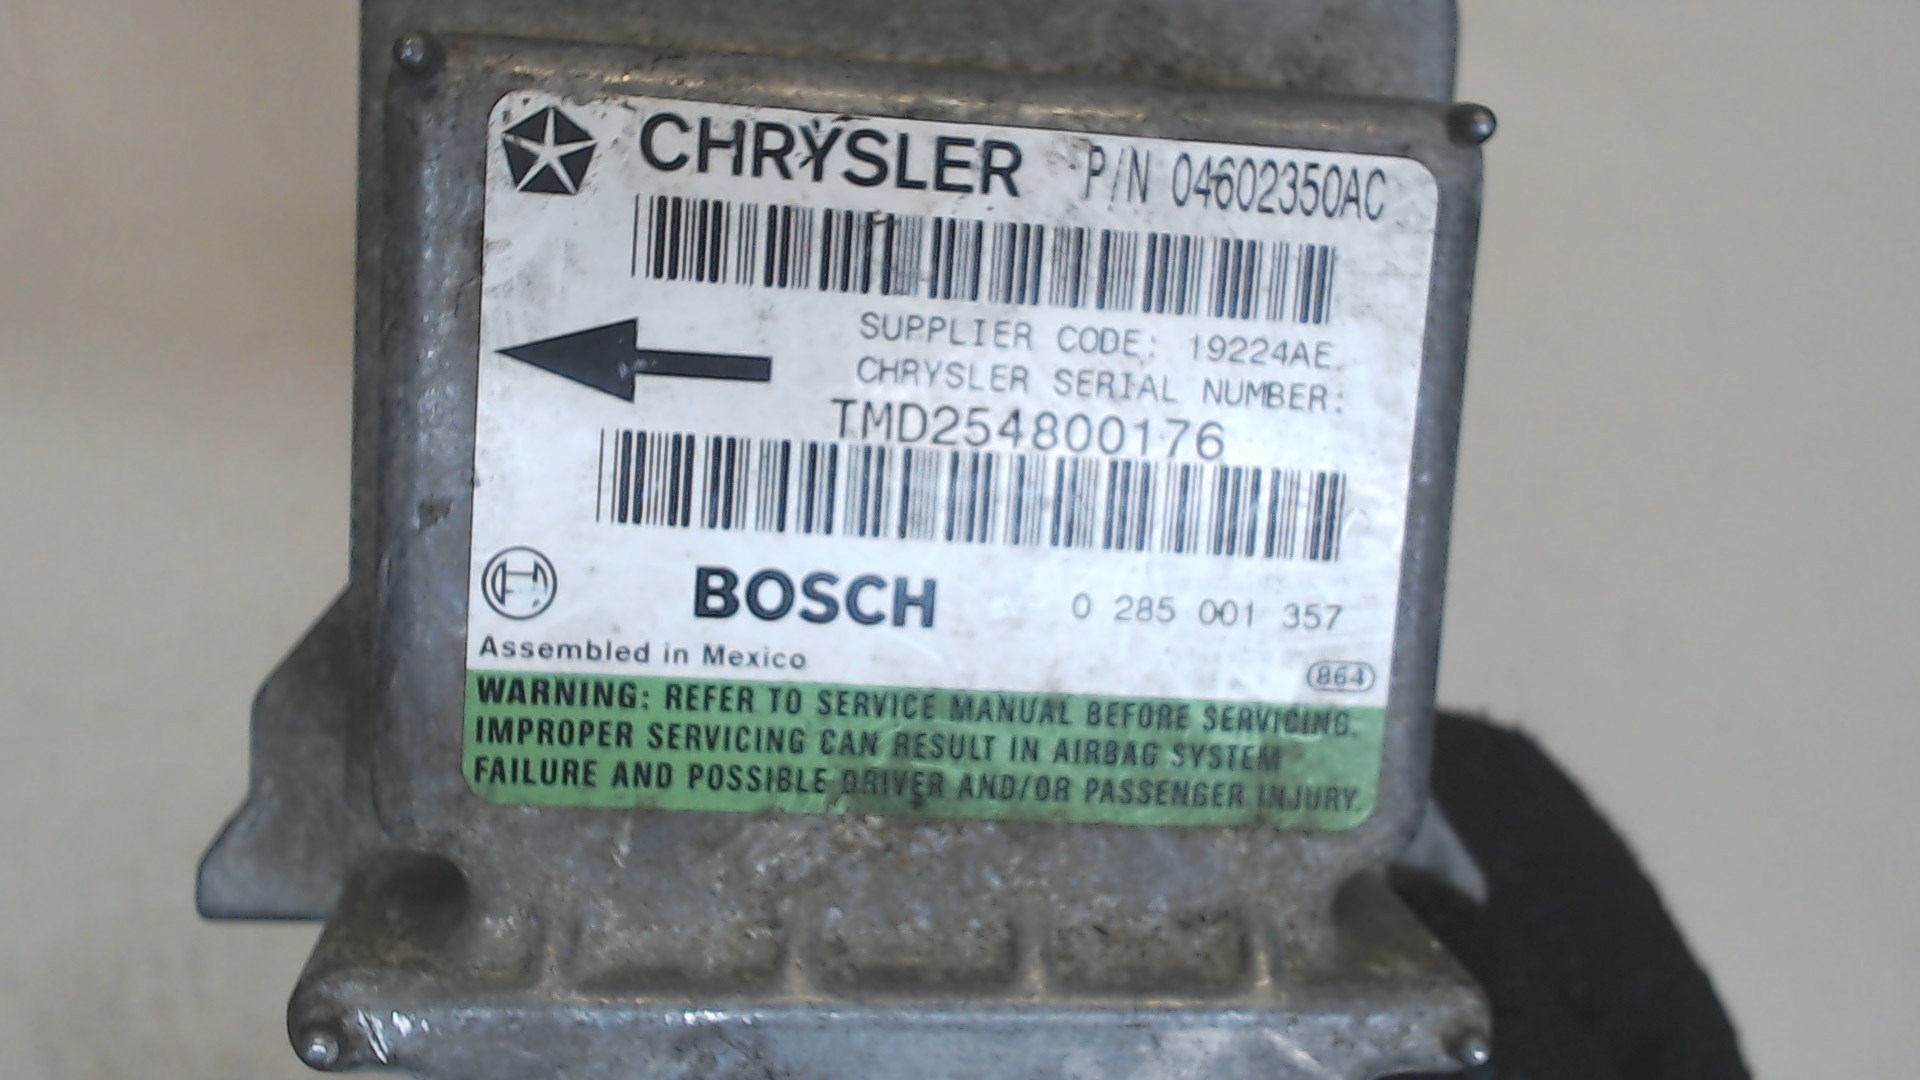 CHRYSLER P/N 04602350AC
SUPPLIER CODE: 19224AE
CHRYSLER SERIAL NUMBER:
TMD254800176
BOSCH 0 285 001 357
Assembled in Mexico
864
WARNING: REFER TO SERVICE MANUAL BEFORE SERVICING.
IMPROPER SERVICING CAN RESULT IN AIRBAG SYSTEM
FAILURE AND POSSIBLE DRIVER AND/OR PASSENGER INJURY.